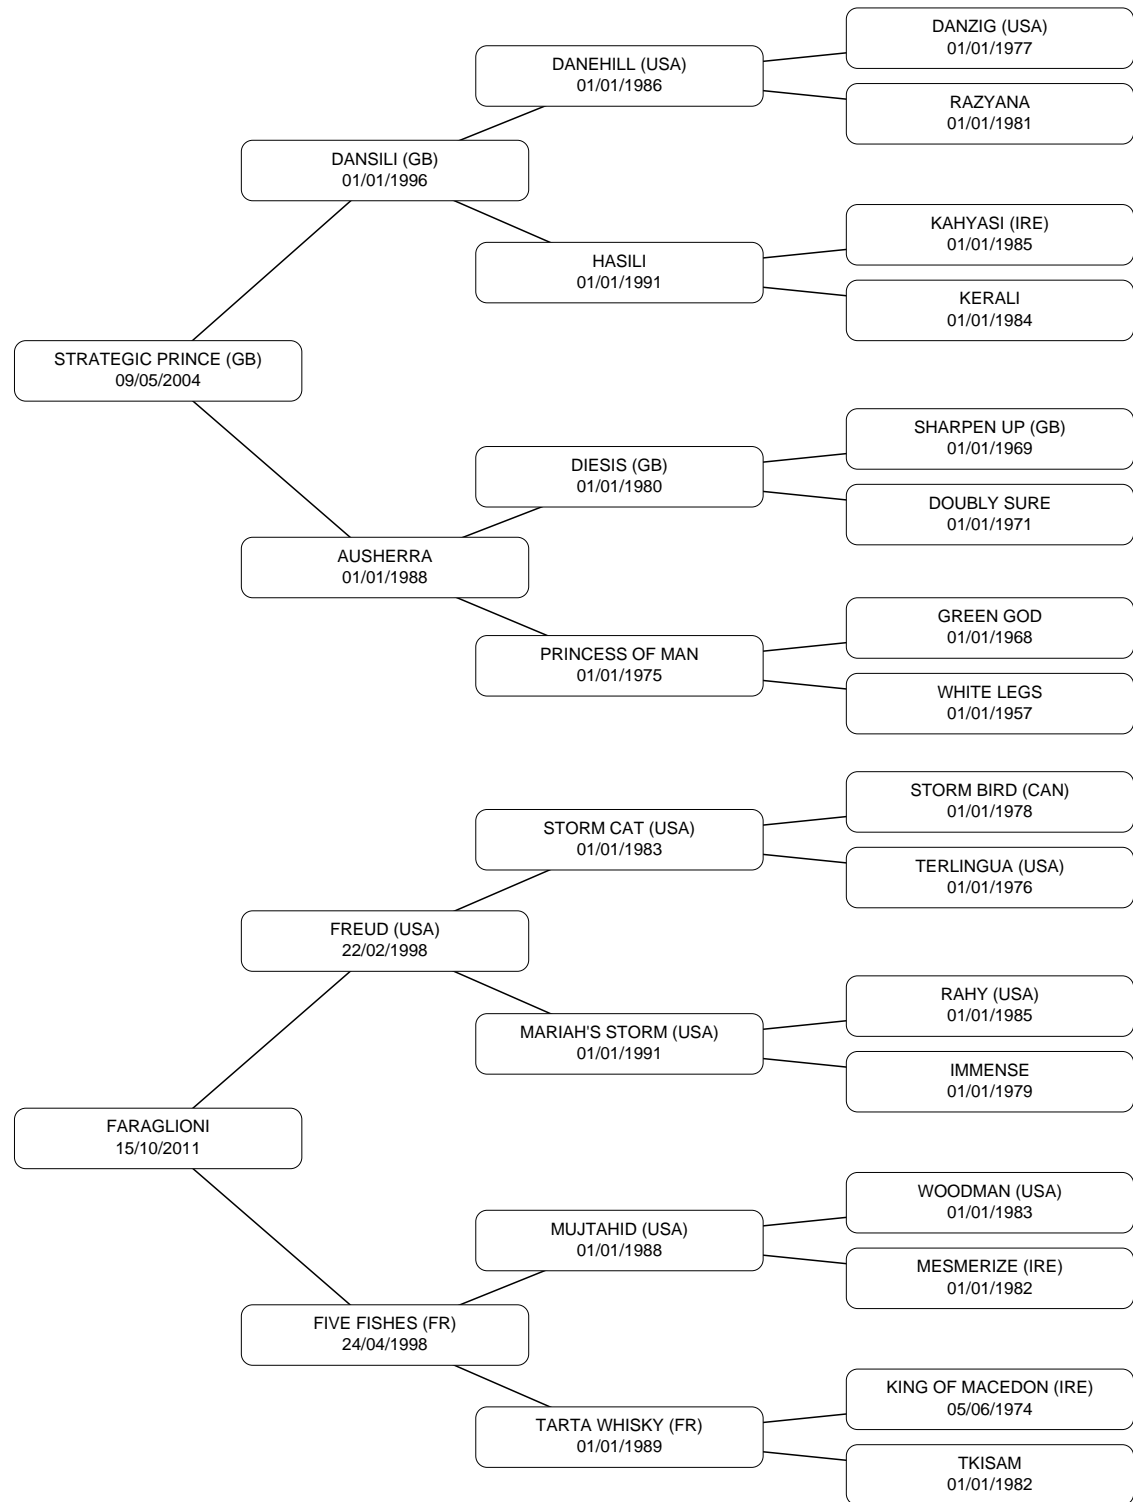 DANZIG (USA)
01/01/1977
DANEHILL (USA)
01/01/1986
RAZYANA
01/01/1981
DANSILI (GB)
01/01/1996
KAHYASI (IRE)
01/01/1985
HASILI
01/01/1991
KERALI
01/01/1984
STRATEGIC PRINCE (GB)
09/05/2004
SHARPEN UP (GB)
01/01/1969
DIESIS (GB)
01/01/1980
DOUBLY SURE
01/01/1971
AUSHERRA
01/01/1988
GREEN GOD
01/01/1968
PRINCESS OF MAN
01/01/1975
WHITE LEGS
01/01/1957
STORM BIRD (CAN)
01/01/1978
STORM CAT (USA)
01/01/1983
TERLINGUA (USA)
01/01/1976
FREUD (USA)
22/02/1998
RAHY (USA)
01/01/1985
MARIAH'S STORM (USA)
01/01/1991
IMMENSE
01/01/1979
FARAGLIONI
15/10/2011
WOODMAN (USA)
01/01/1983
MUJTAHID (USA)
01/01/1988
MESMERIZE (IRE)
01/01/1982
FIVE FISHES (FR)
24/04/1998
KING OF MACEDON (IRE)
05/06/1974
TARTA WHISKY (FR)
01/01/1989
TKISAM
01/01/1982